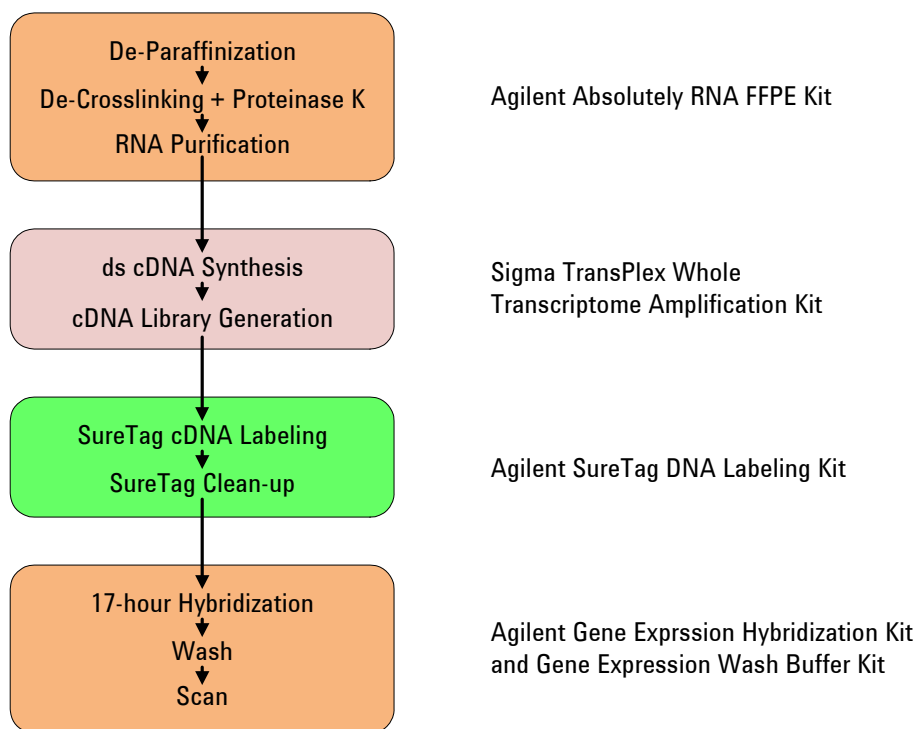 De-Paraffinization
De-Crosslinking + Proteinase K
RNA Purification
Agilent Absolutely RNA FFPE Kit
ds cDNA Synthesis
cDNA Library Generation
Sigma TransPlex Whole
Transcriptome Amplification Kit
SureTag cDNA Labeling
SureTag Clean-up
Agilent SureTag DNA Labeling Kit
17-hour Hybridization
Wash
Scan
Agilent Gene Exprssion Hybridization Kit
and Gene Expression Wash Buffer Kit